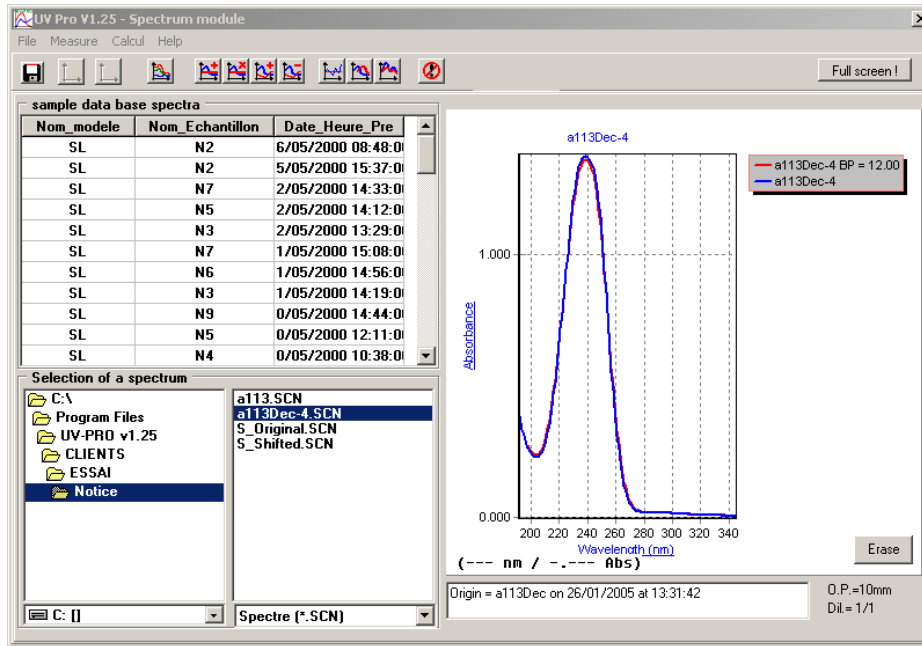 UV Pro V1.25 - Spectrum module
File Measure Calcul Help
Full screen !
sample data base spectra
Nom_modele Nom_Echantillon Date_Heure_Pre
SL N2 6/05/2000 08:48:0
SL N2 5/05/2000 15:37:0
SL N7 2/05/2000 14:33:0
SL N5 2/05/2000 14:12:0
SL N3 2/05/2000 13:29:0
SL N7 1/05/2000 15:08:0
SL N6 1/05/2000 14:56:0
SL N3 1/05/2000 14:19:0
SL N9 0/05/2000 14:44:0
SL N5 0/05/2000 12:11:0
SL N4 0/05/2000 10:38:0
Selection of a spectrum
C:\
Program Files
UV-PRO v1.25
CLIENTS
ESSAI
Notice
C: []
a113.SCN
a113Dec-4.SCN
S_Original.SCN
S_Shifted.SCN
Spectre (*.SCN)
a113Dec-4
a113Dec-4 BP = 12.00
a113Dec-4
1.000
Absorbance
0.000
200 220 240 260 280 300 320 340
Wavelength (nm)
(--- nm / -.--- Abs)
Erase
Origin = a113Dec on 26/01/2005 at 13:31:42
O.P.=10mm
Dil.= 1/1